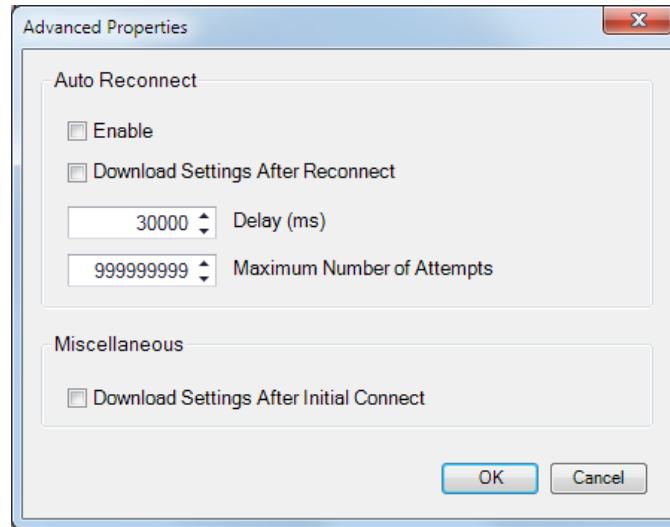 Advanced Properties
Auto Reconnect
Enable
Download Settings After Reconnect
30000 Delay (ms)
999999999 Maximum Number of Attempts
Miscellaneous
Download Settings After Initial Connect
OK Cancel